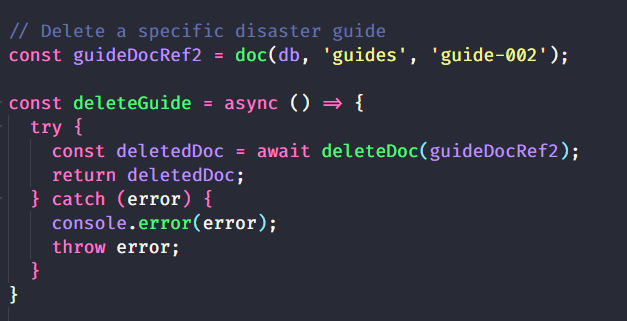 // Delete a specific disaster guide
const guideDocRef2 = doc(db, 'guides', 'guide-002');

const deleteGuide = async () => {
  try {
    const deletedDoc = await deleteDoc(guideDocRef2);
    return deletedDoc;
  } catch (error) {
    console.error(error);
    throw error;
  }
}